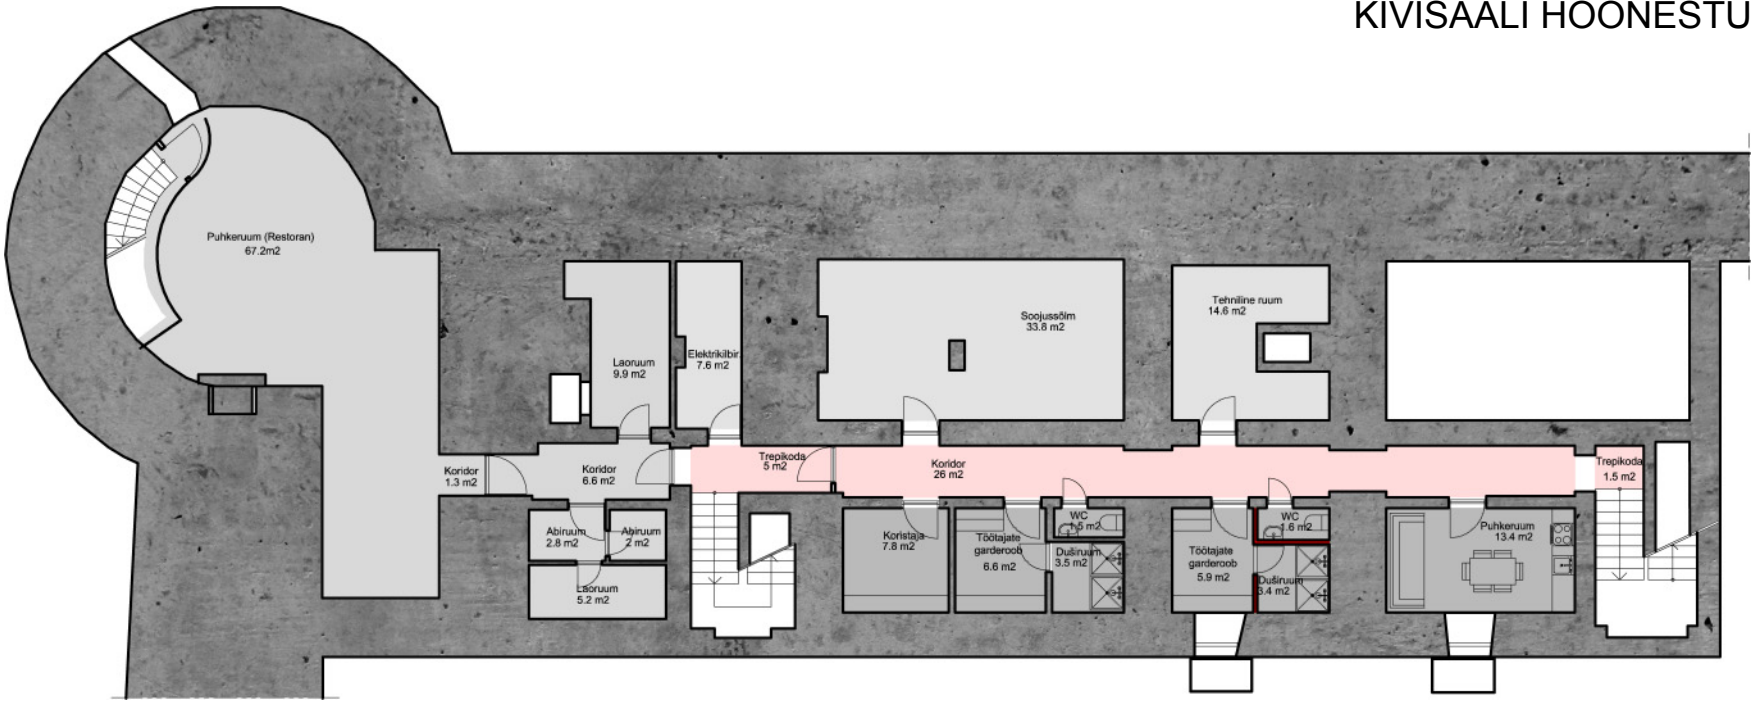 KIVISAALI HOONESTU
Puhkeruum (Restoran)
67.2m2
Laoruum
9.9 m2
Elektrikilbir.
7.6 m2
Soojussõlm
33.8 m2
Tehniline ruum
14.6 m2
Koridor
1.3 m2
Koridor
6.6 m2
Trepikoda
5 m2
Koridor
26 m2
Trepikoda
1.5 m2
Abiruum
2.8 m2
Abiruum
2 m2
Laoruum
5.2 m2
Koristaja
7.8 m2
Töötajate
garderoob
6.6 m2
WC
1.5 m2
Duširuum
3.5 m2
Töötajate
garderoob
5.9 m2
WC
1.6 m2
Duširuum
3.4 m2
Puhkeruum
13.4 m2